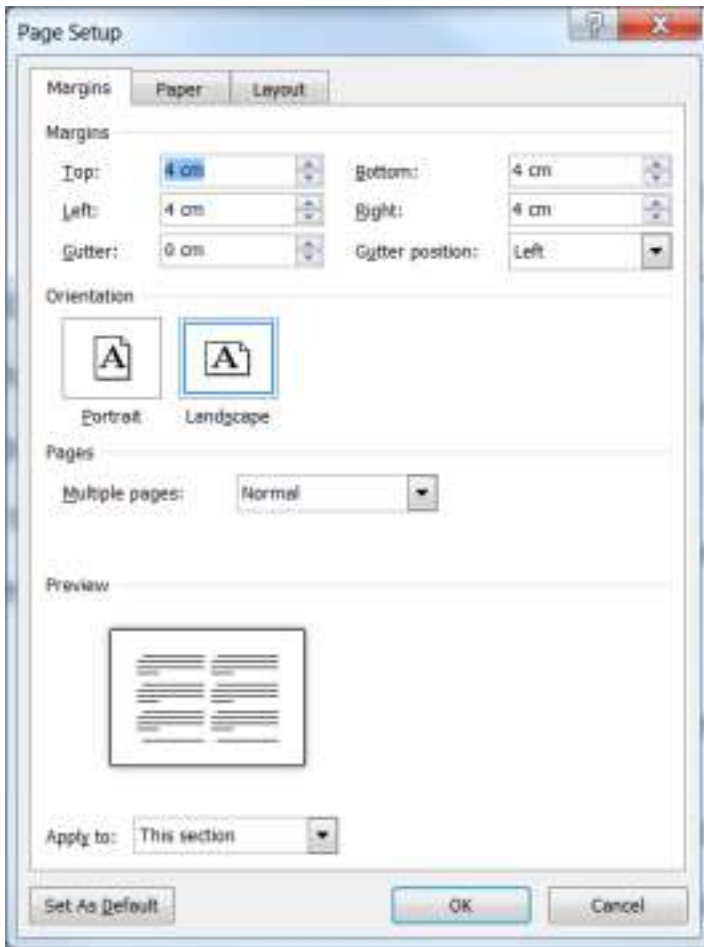 Page Setup
Margins Paper Layout
Margins
Top: 4 cm Bottom: 4 cm
Left: 4 cm Right: 4 cm
Gutter: 0 cm Gutter position: Left
Orientation
A A
Portrait Landscape
Pages
Multiple pages: Normal
Preview
Apply to: This section
Set As Default OK Cancel